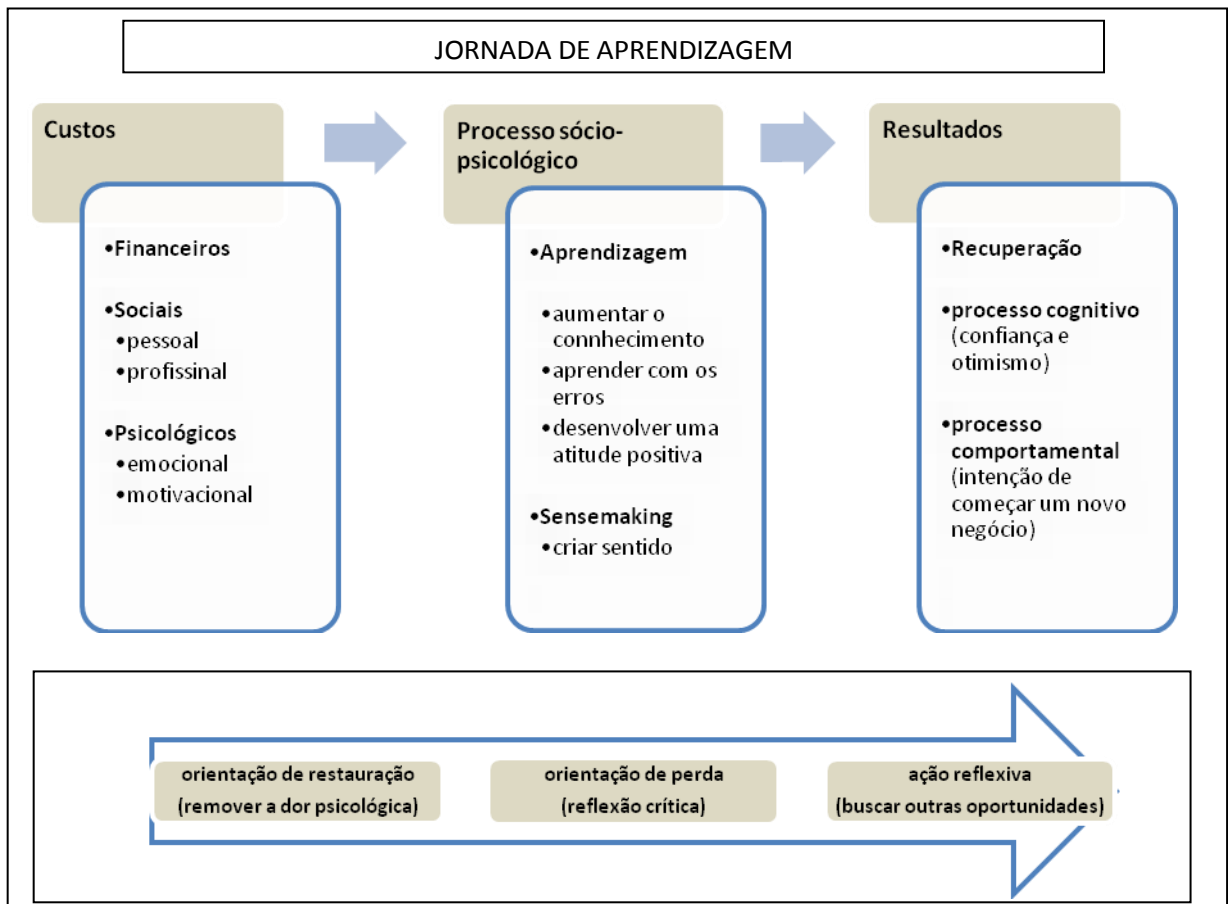 JORNADA DE APRENDIZAGEM
Custos
•Financeiros
•Sociais
•pessoal
•profissinal
•Psicológicos
•emocional
•motivacional
Processo sócio-
psicológico
•Aprendizagem
•aumentar o
connhecimento
•aprender com os
erros
•desenvolver uma
atitude positiva
•Sensemaking
•criar sentido
Resultados
•Recuperação
•processo cognitivo
(confiança e
otimismo)
•processo
comportamental
(intenção de
começar um novo
negócio)
orientação de restauração
(remover a dor psicológica)
orientação de perda
(reflexão crítica)
ação reflexiva
(buscar outras oportunidades)